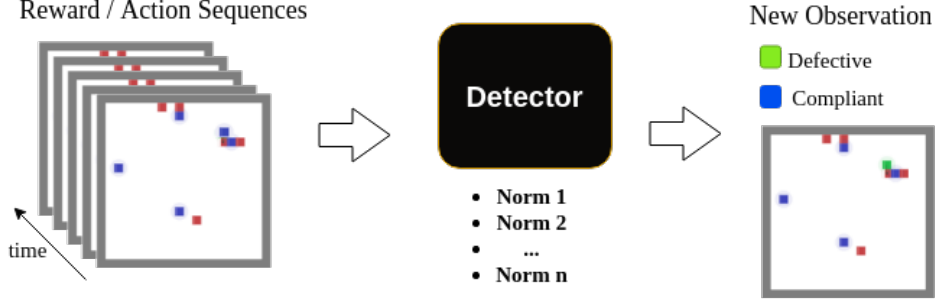 Reward / Action Sequences
time
Detector
Norm 1
Norm 2
...
Norm n
New Observation
Defective
Compliant